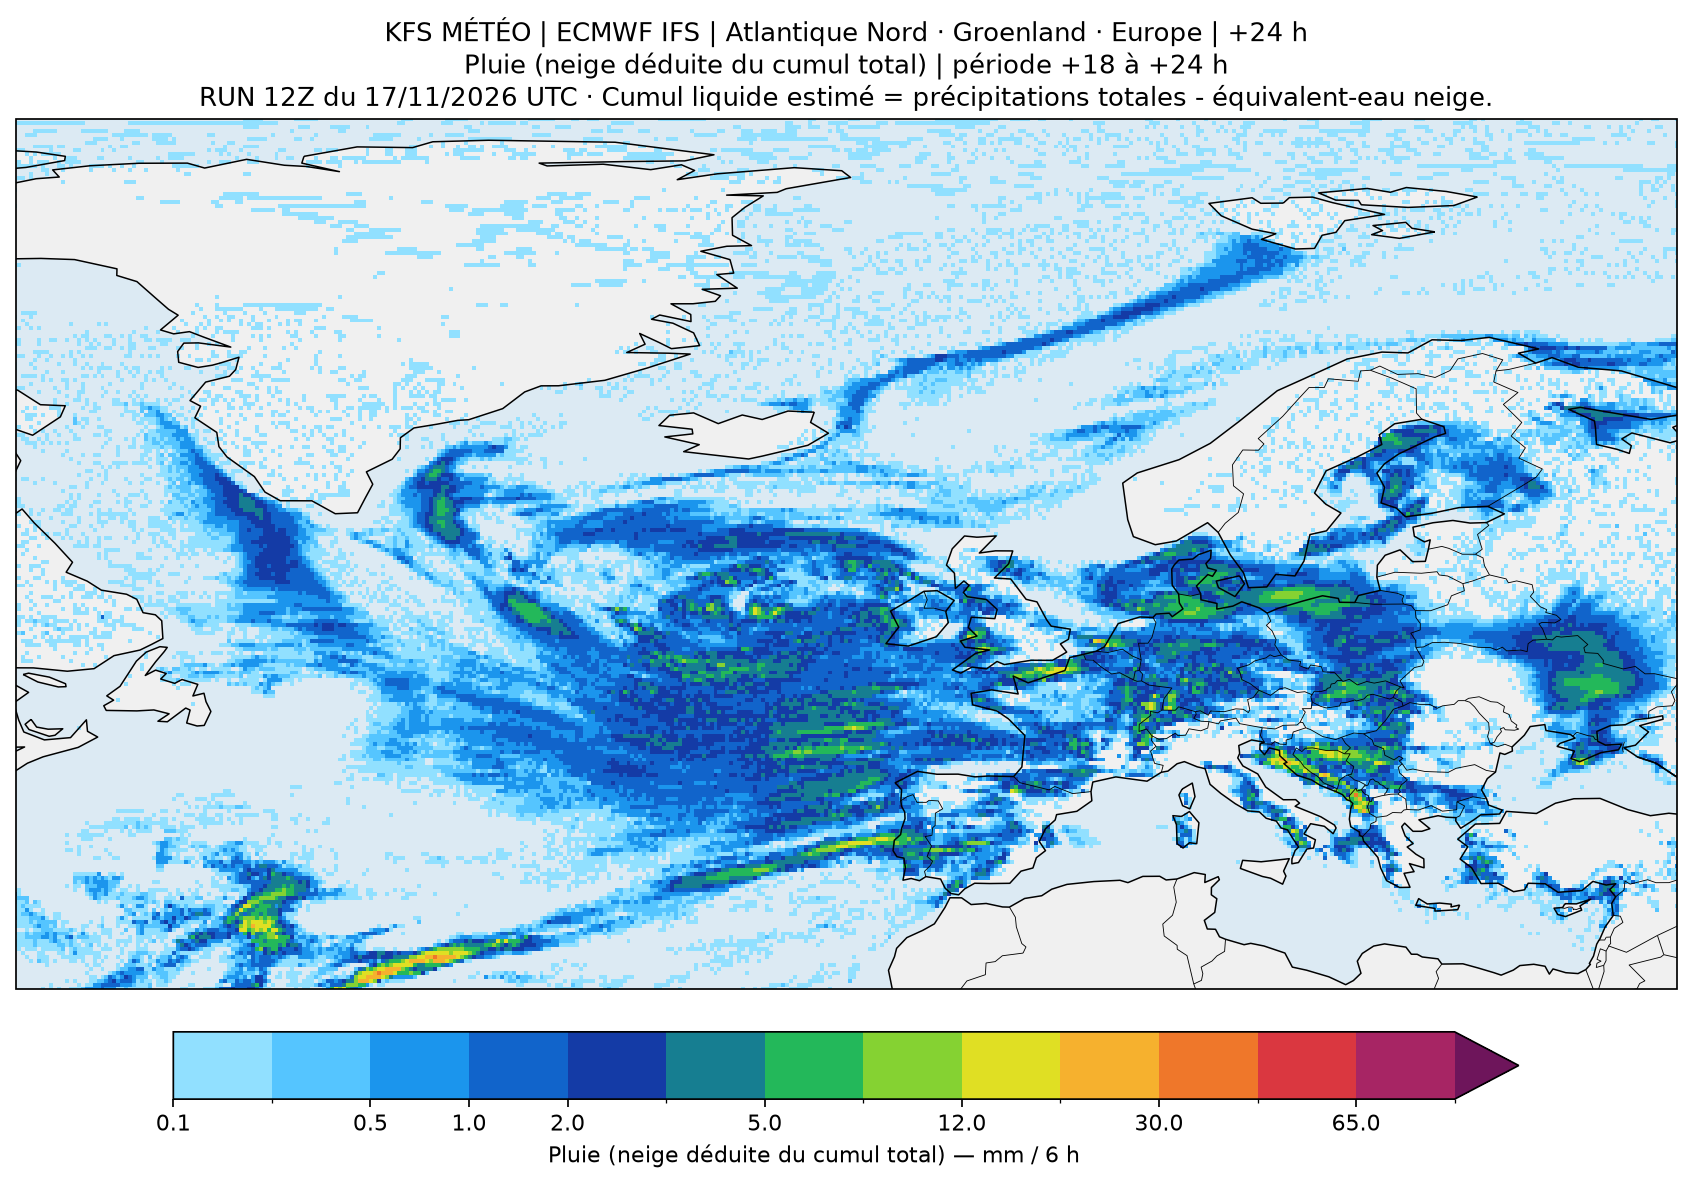 KFS MÉTÉO | ECMWF IFS | Atlantique Nord · Groenland · Europe | +24 h
Pluie (neige déduite du cumul total) | période +18 à +24 h
RUN 12Z du 17/11/2026 UTC · Cumul liquide estimé = précipitations totales - équivalent-eau neige.
0.1 0.5 1.0 2.0 5.0 12.0 30.0 65.0
Pluie (neige déduite du cumul total) — mm / 6 h